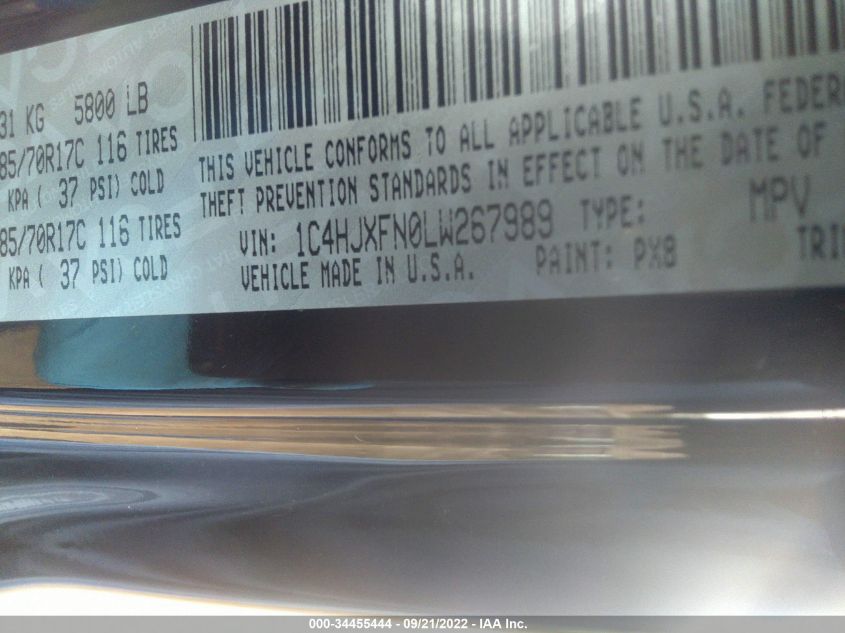 31 KG 5800 LB
85/70R17C 116 TIRES
KPA ( 37 PSI) COLD
85/70R17C 116 TIRES
KPA ( 37 PSI) COLD
THIS VEHICLE CONFORMS TO ALL APPLICABLE U.S.A. FEDER
THEFT PREVENTION STANDARDS IN EFFECT ON THE DATE OF
VIN: 1C4HJXFN0LW267989 TYPE: MPV
VEHICLE MADE IN U.S.A. PAINT: PX8 TRI
000-34455444 - 09/21/2022 - IAA Inc.